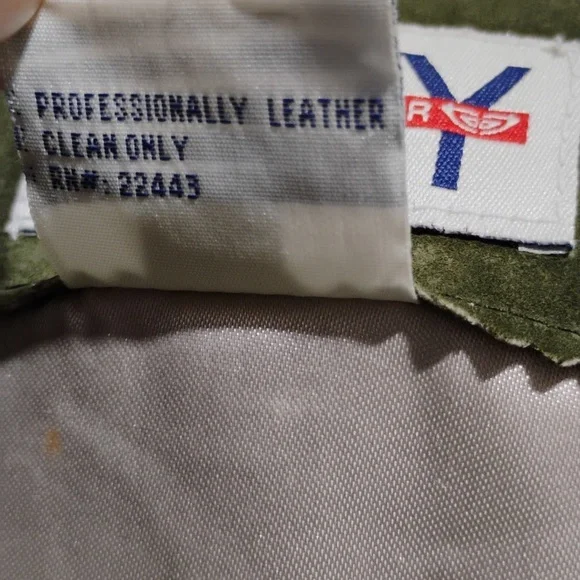 PROFESSIONALLY LEATHER
CLEAN ONLY
RN#: 22443
Y
R